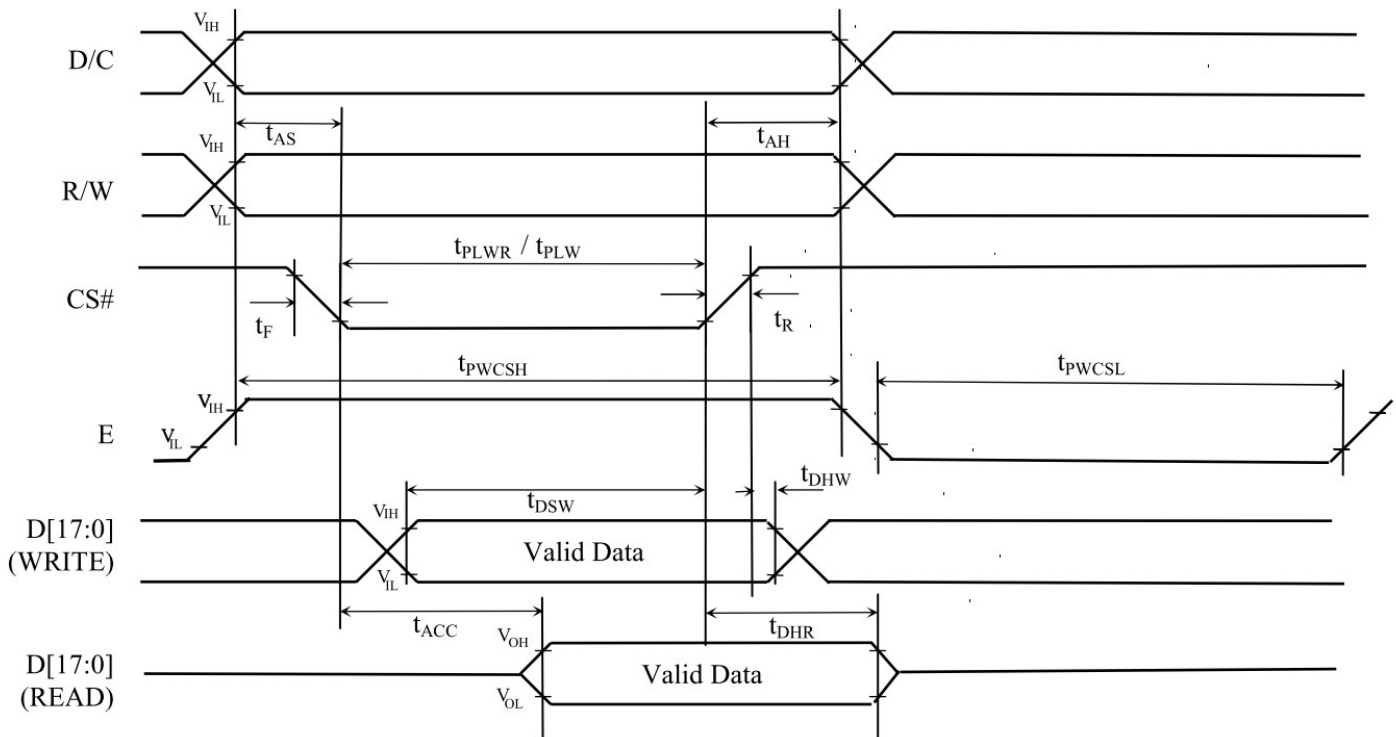 V_IH
D/C
V_IL
t_AS
t_AH
V_IH
R/W
V_IL
t_PLWR / t_PLW
CS#
t_F
t_R
t_PWCSH
t_PWCSL
V_IH
E
V_IL
t_DHW
t_DSW
V_IH
D[17:0]
(WRITE)
Valid Data
V_IL
t_ACC
t_DHR
V_OH
D[17:0]
(READ)
Valid Data
V_OL